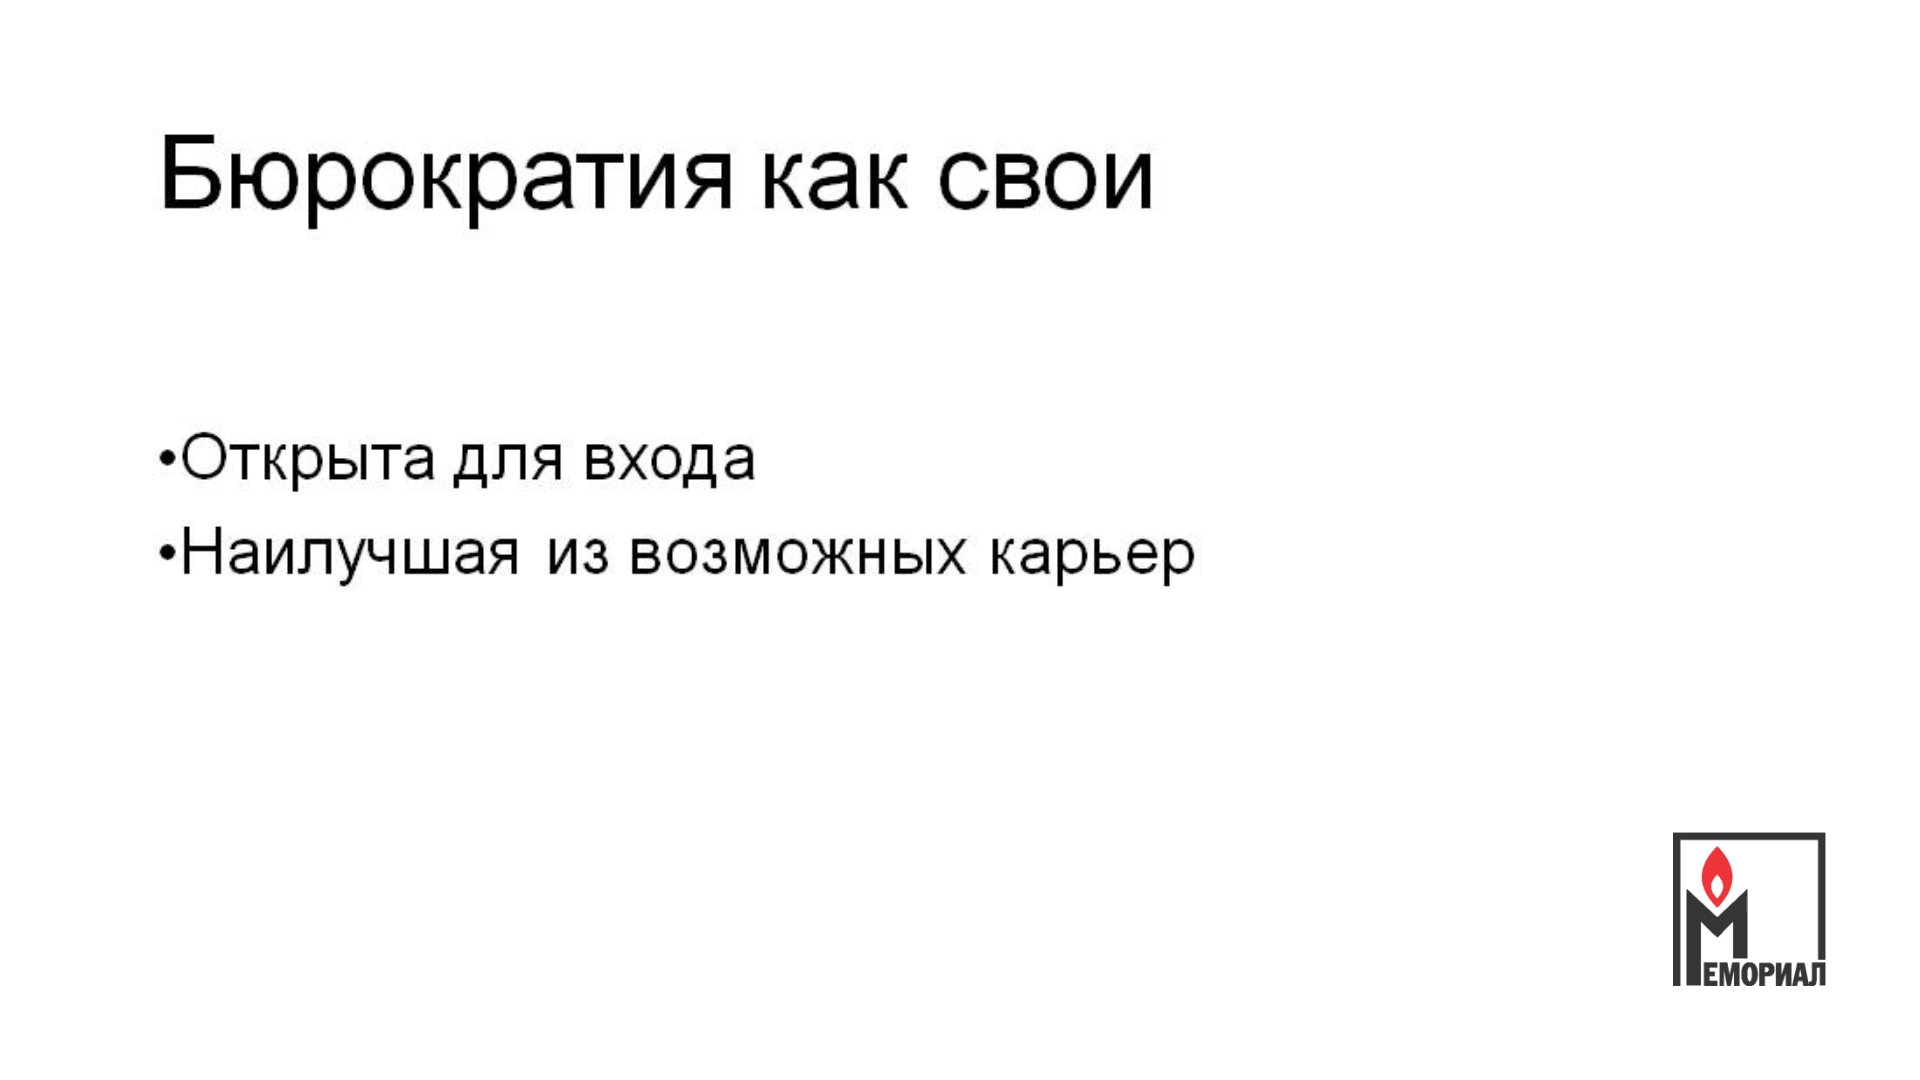 Бюрократия как свои
•Открыта для входа
•Наилучшая из возможных карьер
МЕМОРИАЛ